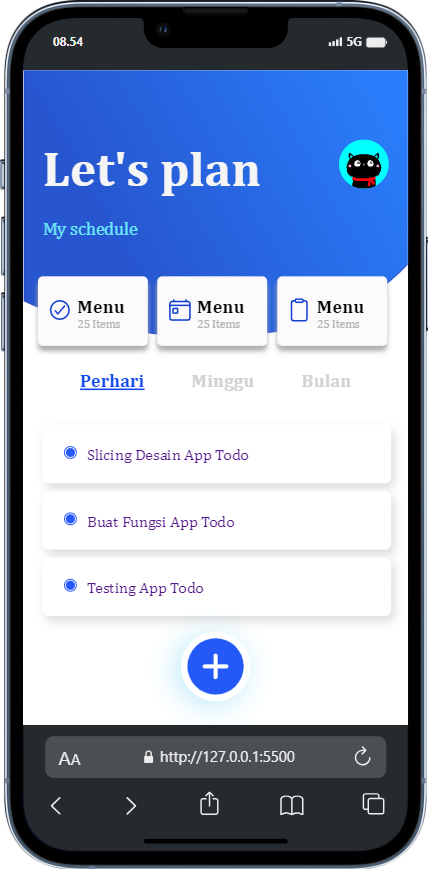 08.54
5G
Let's plan
My schedule
Menu
25 Items
Menu
25 Items
Menu
25 Items
Perhari Minggu Bulan
Slicing Desain App Todo
Buat Fungsi App Todo
Testing App Todo
AA http://127.0.0.1:5500